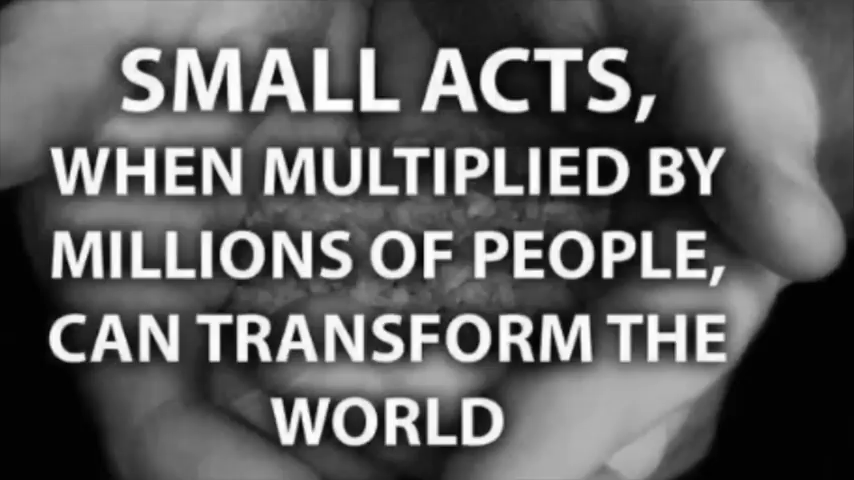 SMALL ACTS,
WHEN MULTIPLIED BY
MILLIONS OF PEOPLE,
CAN TRANSFORM THE
WORLD